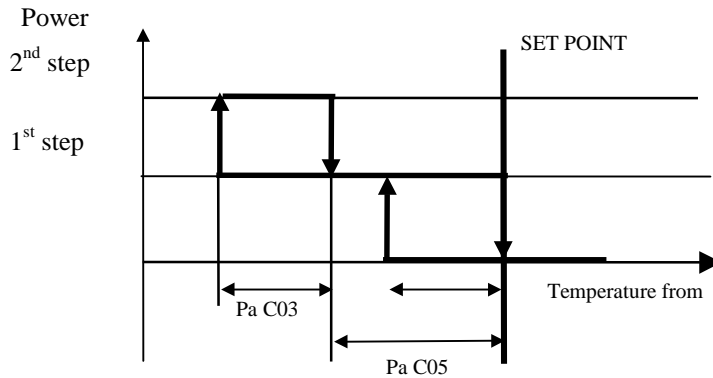 Power
2nd step
SET POINT
1st step
Temperature from
Pa C03
Pa C05